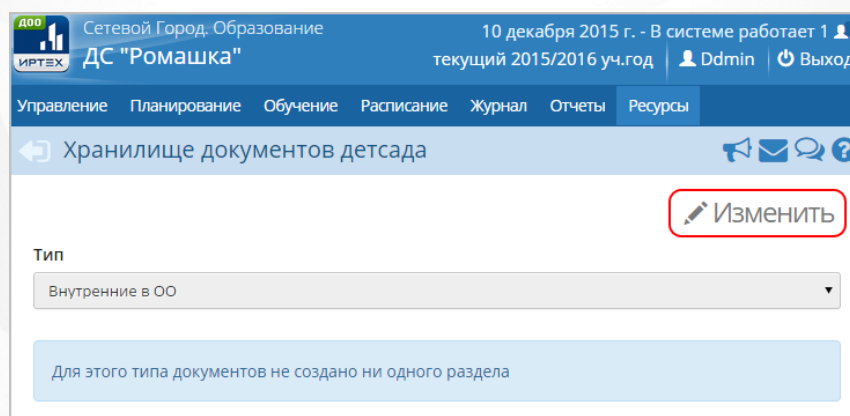 ДОО
ИРТЕХ
Сетевой Город. Образование
ДС "Ромашка"
10 декабря 2015 г. - В системе работает 1
текущий 2015/2016 уч.год Ddmin Выход
Управление Планирование Обучение Расписание Журнал Отчеты Ресурсы
Хранилище документов детсада
Изменить
Тип
Внутренние в ОО
Для этого типа документов не создано ни одного раздела